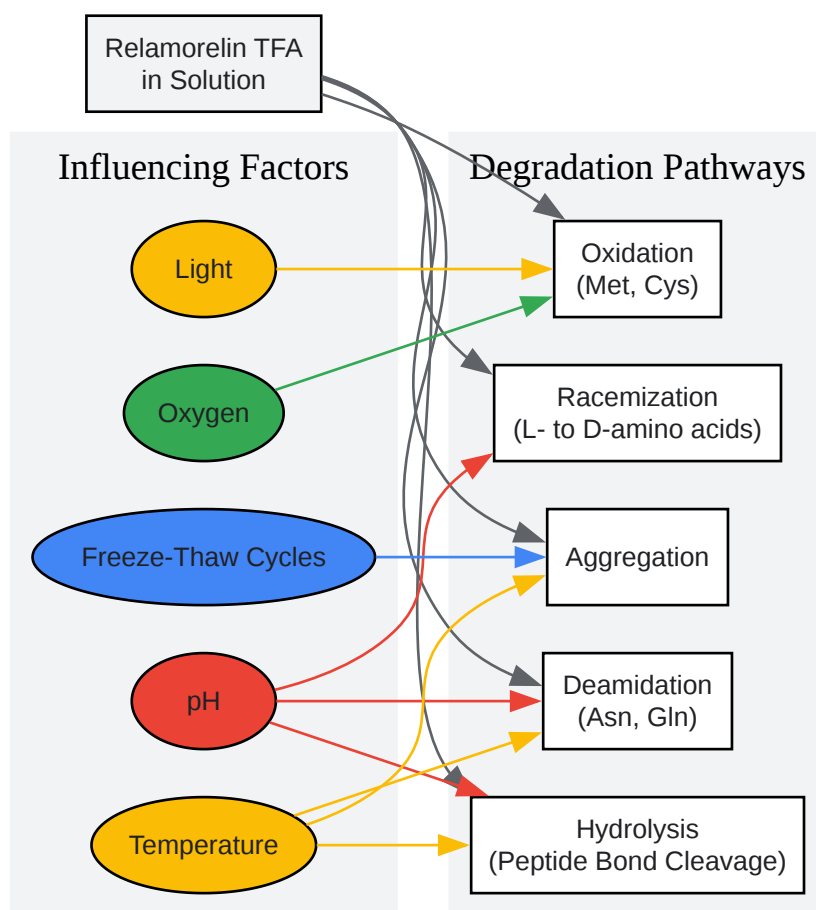 Relamorelin TFA
in Solution
Influencing Factors
Degradation Pathways
Light
Oxidation
(Met, Cys)
Oxygen
Racemization
(L- to D-amino acids)
Freeze-Thaw Cycles
Aggregation
pH
Deamidation
(Asn, Gln)
Temperature
Hydrolysis
(Peptide Bond Cleavage)